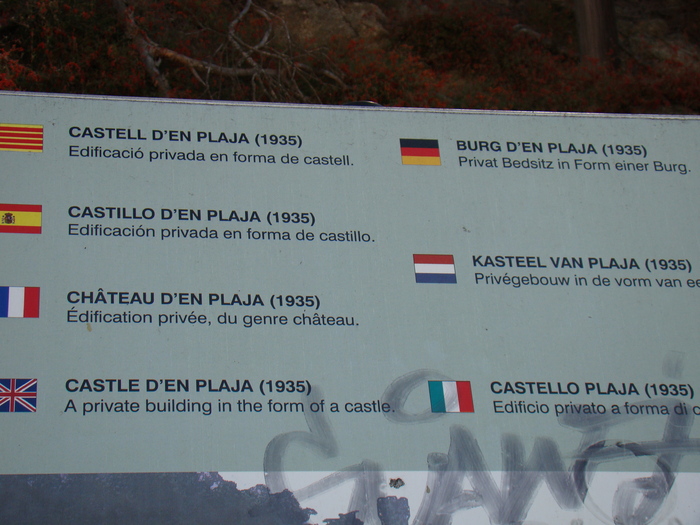 CASTELL D'EN PLAJA (1935)
Edificació privada en forma de castell.
CASTILLO D'EN PLAJA (1935)
Edificación privada en forma de castillo.
CHÂTEAU D'EN PLAJA (1935)
Édification privée, du genre château.
CASTLE D'EN PLAJA (1935)
A private building in the form of a castle.
BURG D'EN PLAJA (1935)
Privat Bedsitz in Form einer Burg.
KASTEEL VAN PLAJA (1935)
Privégebouw in de vorm van
CASTELLO PLAJA (1935)
Edificio privato a forma di